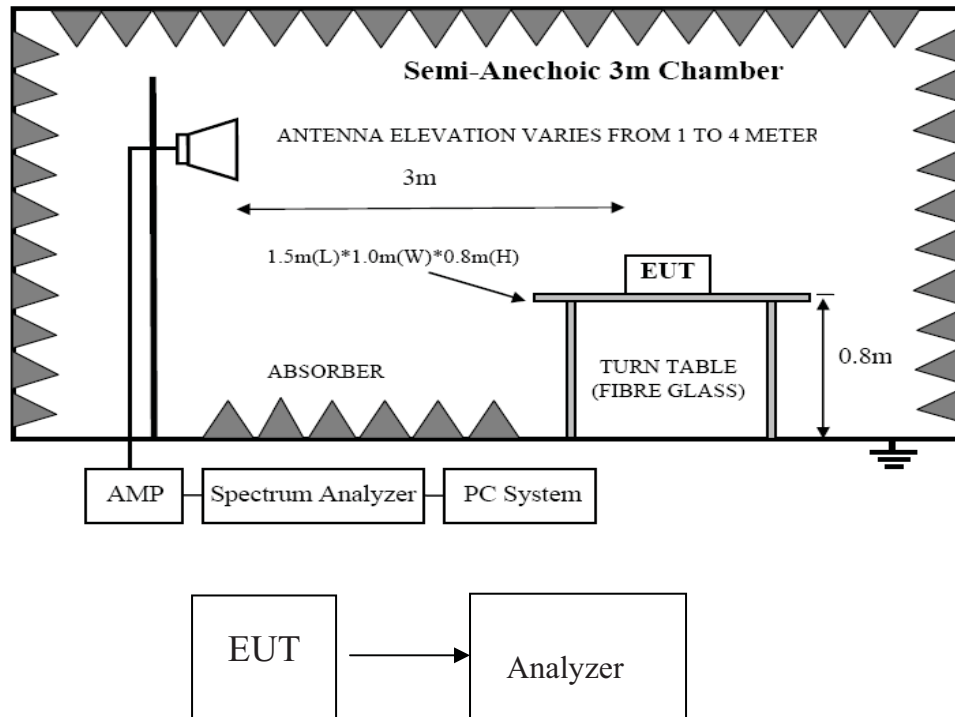 Semi-Anechoic 3m Chamber
ANTENNA ELEVATION VARIES FROM 1 TO 4 METER
3m
1.5m(L)*1.0m(W)*0.8m(H)
EUT
0.8m
ABSORBER
TURN TABLE
(FIBRE GLASS)
AMP
Spectrum Analyzer
PC System
EUT
Analyzer